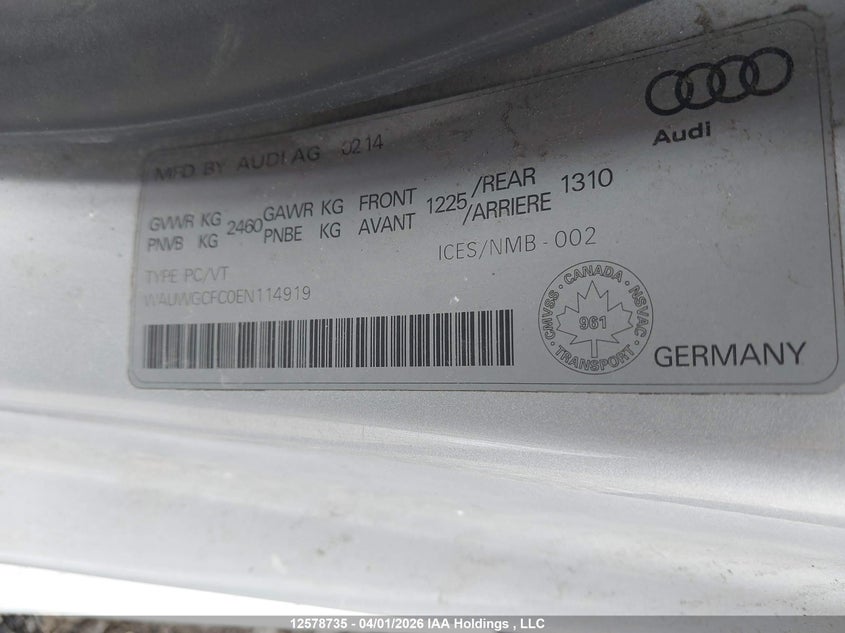 Audi
MFD BY AUDI AG 0214
GVWR KG 2460 GAWR KG FRONT 1225 /REAR 1310
PNVB KG PNBE KG AVANT /ARRIERE
ICES/NMB-002
TYPE PC/VT
WAUWGCFC0EN114919
CMVSS · CANADA · NSVAC · TRANSPORT ·
961
GERMANY
12578735 - 04/01/2026 IAA Holdings , LLC